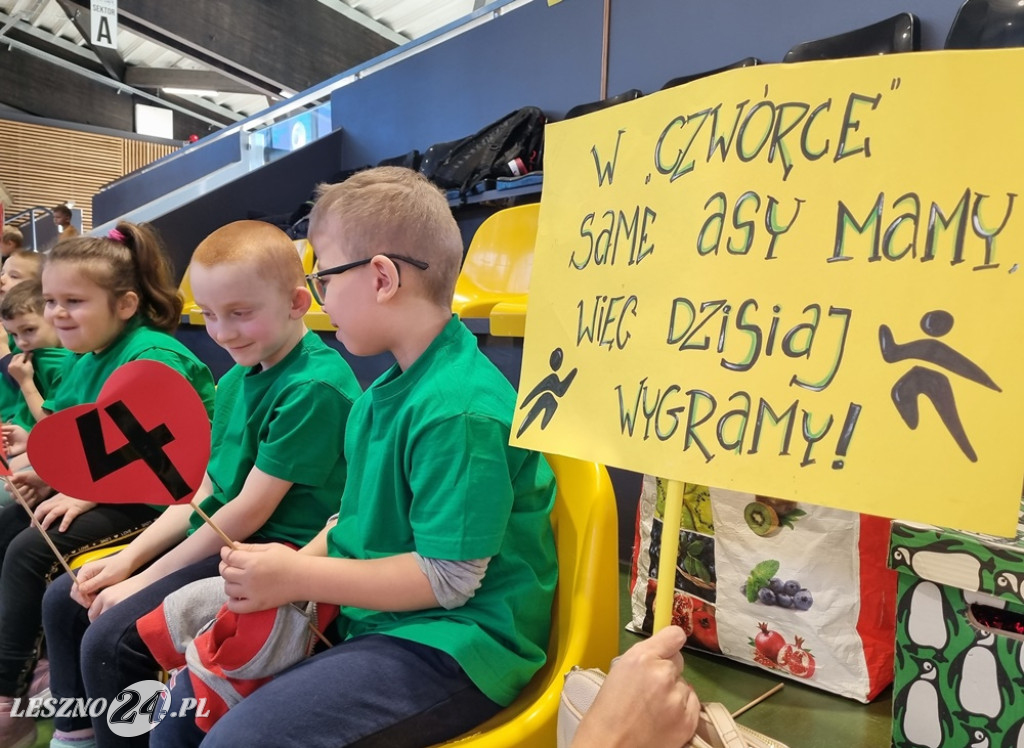 SEKTOR
A
W „CZWÓRCE”
SAME ASY MAMY,
WIĘC DZISIAJ
WYGRAMY!
4
LESZNO24.PL